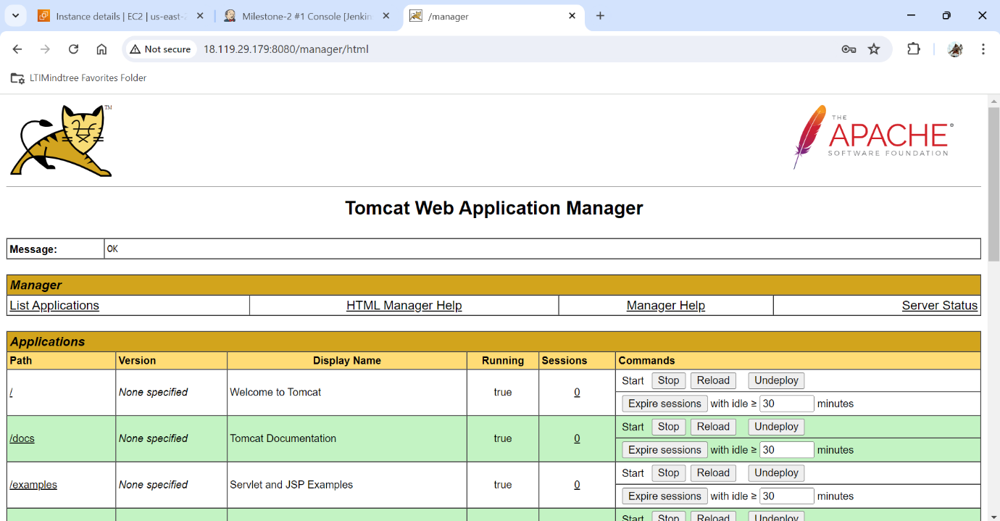 Instance details | EC2 | us-east-2
Milestone-2 #1 Console [Jenkin
/manager
Not secure
18.119.29.179:8080/manager/html
LTIMindtree Favorites Folder
TM
THE
APACHE®
SOFTWARE FOUNDATION
Tomcat Web Application Manager
Message: OK
Manager
List Applications HTML Manager Help Manager Help Server Status
Applications
Path Version Display Name Running Sessions Commands
/ None specified Welcome to Tomcat true 0 Start Stop Reload Undeploy
Expire sessions with idle ≥ 30 minutes
/docs None specified Tomcat Documentation true 0 Start Stop Reload Undeploy
Expire sessions with idle ≥ 30 minutes
/examples None specified Servlet and JSP Examples true 0 Start Stop Reload Undeploy
Expire sessions with idle ≥ 30 minutes
Start Stop Reload Undeploy